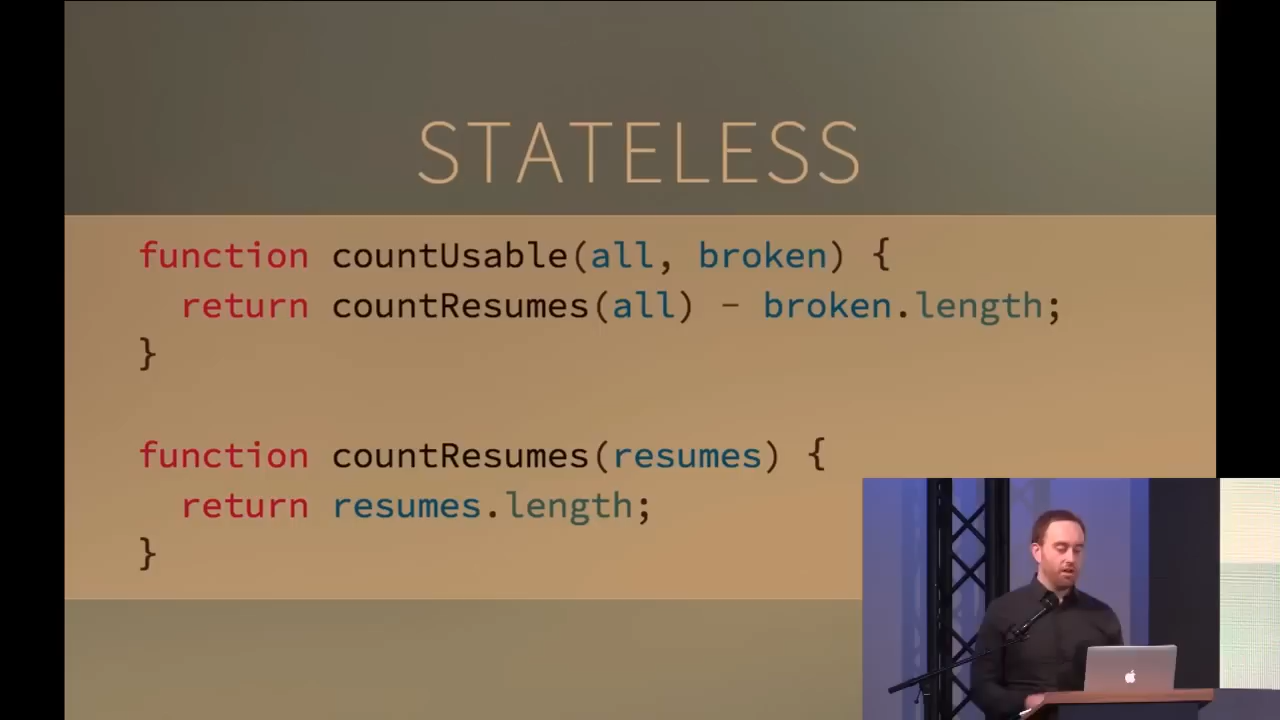 STATELESS
function countUsable(all, broken) {
  return countResumes(all) - broken.length;
}
function countResumes(resumes) {
  return resumes.length;
}